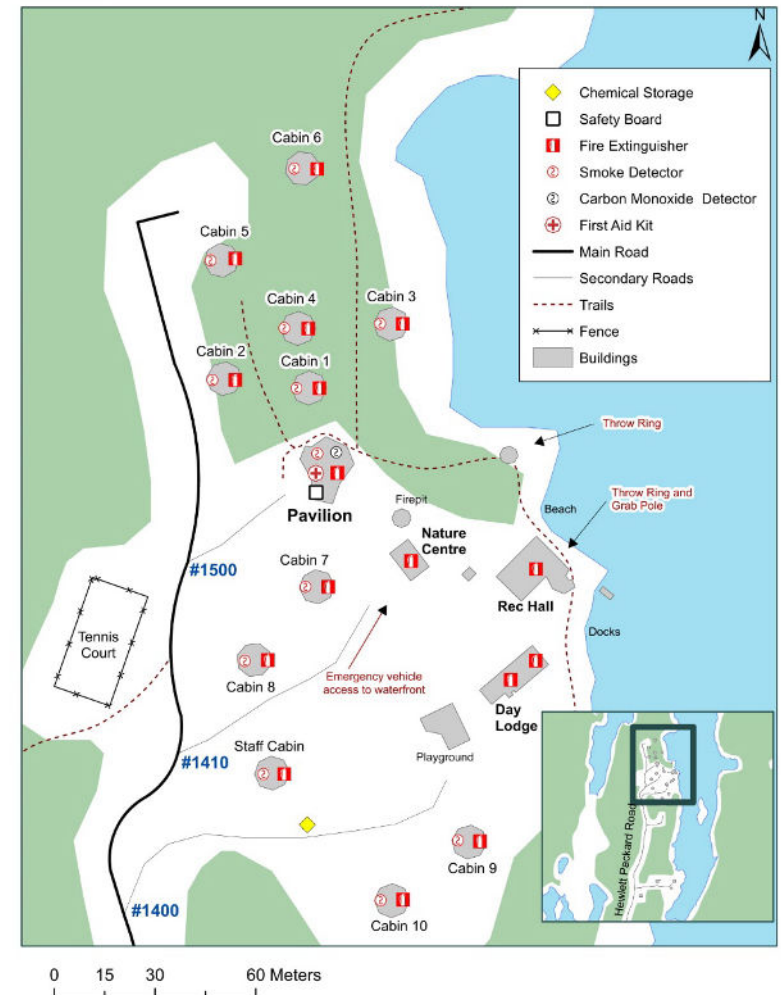 N
Chemical Storage
Safety Board
Fire Extinguisher
Smoke Detector
Carbon Monoxide Detector
First Aid Kit
Main Road
Secondary Roads
Trails
Fence
Buildings
Cabin 6
Cabin 5
Cabin 4
Cabin 3
Cabin 2
Cabin 1
Throw Ring
Throw Ring and
Grab Pole
Beach
Pavilion
Firepit
Nature
Centre
Rec Hall
#1500
Cabin 7
Tennis
Court
Docks
Cabin 8
Emergency vehicle
access to waterfront
Day
Lodge
#1410
Staff Cabin
Playground
Cabin 9
Cabin 10
#1400
Hewlett Packard Road
0 15 30 60 Meters